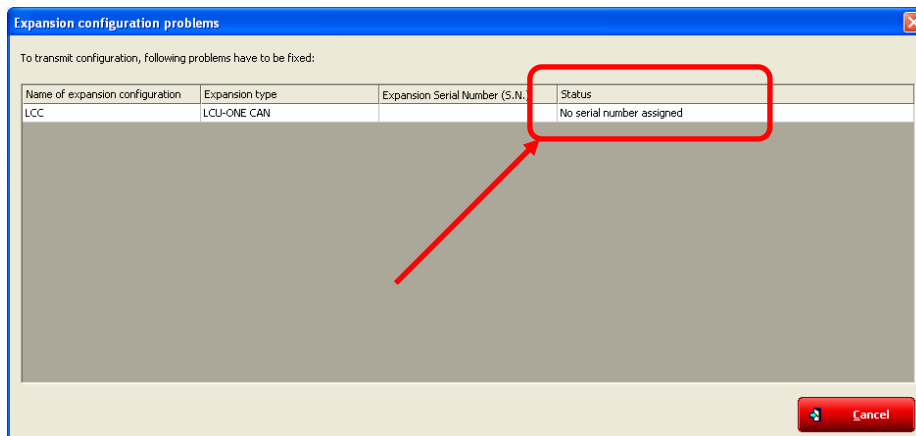 Expansion configuration problems
To transmit configuration, following problems have to be fixed:
Name of expansion configuration Expansion type Expansion Serial Number (S.N.) Status
LCC LCU-ONE CAN No serial number assigned
Cancel